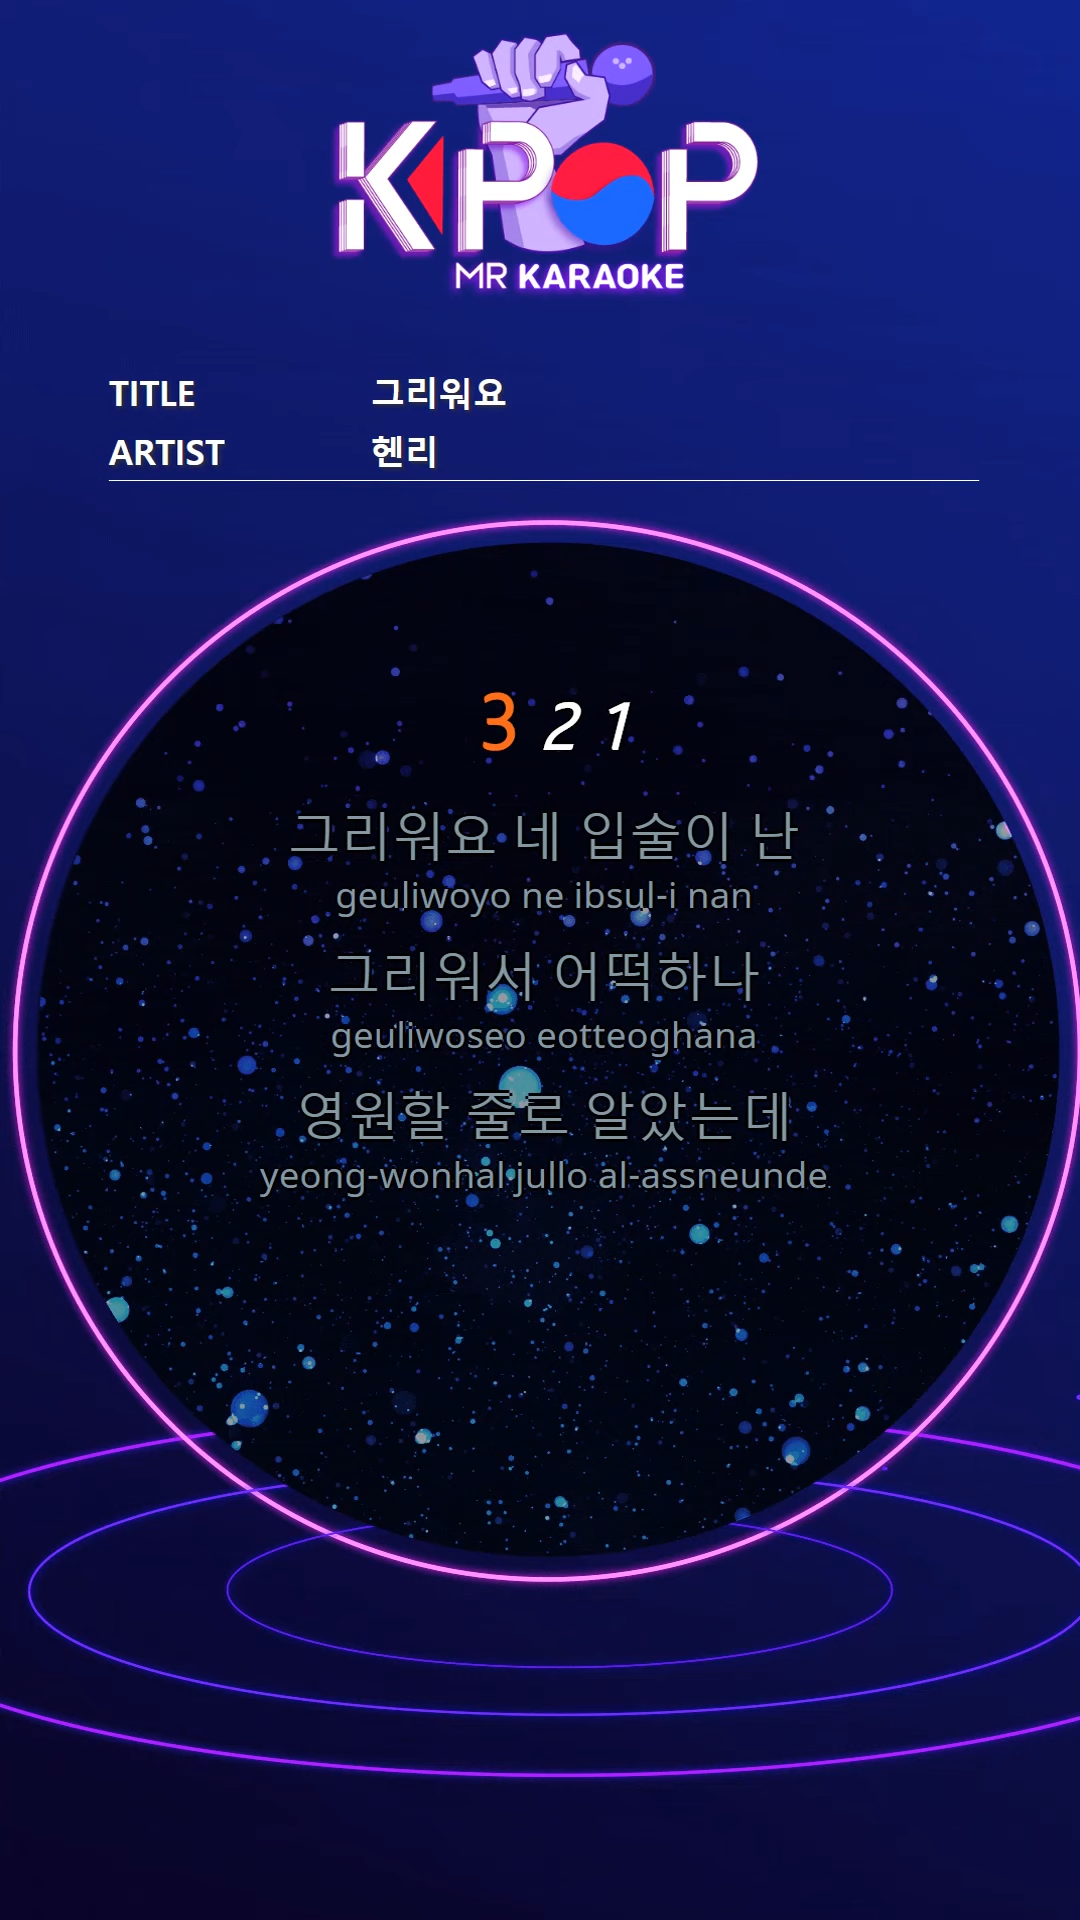 KPOP
MR KARAOKE
TITLE 그리워요
ARTIST 헨리
3 2 1
그리워요 네 입술이 난
geuliwoyo ne ibsul-i nan
그리워서 어떡하나
geuliwoseo eotteoghana
영원할 줄로 알았는데
yeong-wonhal jullo al-assneunde